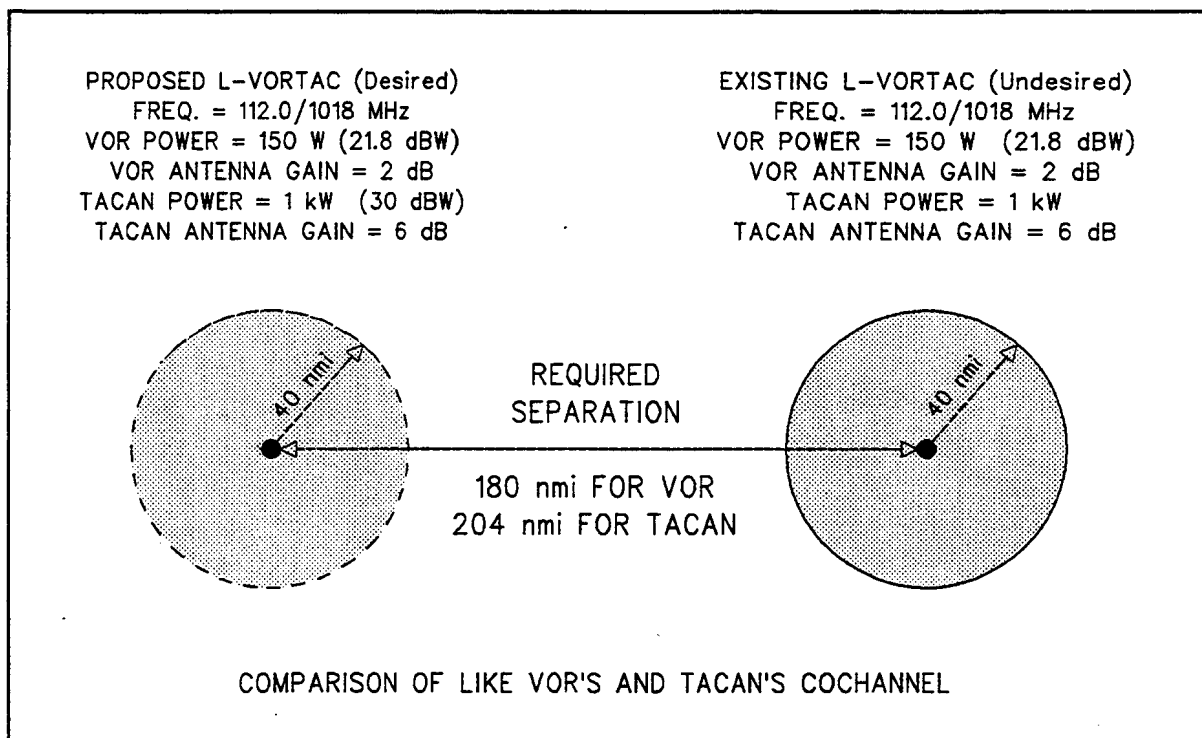 PROPOSED L-VORTAC (Desired)
FREQ. = 112.0/1018 MHz
VOR POWER = 150 W (21.8 dBW)
VOR ANTENNA GAIN = 2 dB
TACAN POWER = 1 kW (30 dBW)
TACAN ANTENNA GAIN = 6 dB
EXISTING L-VORTAC (Undesired)
FREQ. = 112.0/1018 MHz
VOR POWER = 150 W (21.8 dBW)
VOR ANTENNA GAIN = 2 dB
TACAN POWER = 1 kW
TACAN ANTENNA GAIN = 6 dB
40 nmi
REQUIRED
SEPARATION
180 nmi FOR VOR
204 nmi FOR TACAN
40 nmi
COMPARISON OF LIKE VOR'S AND TACAN'S COCHANNEL